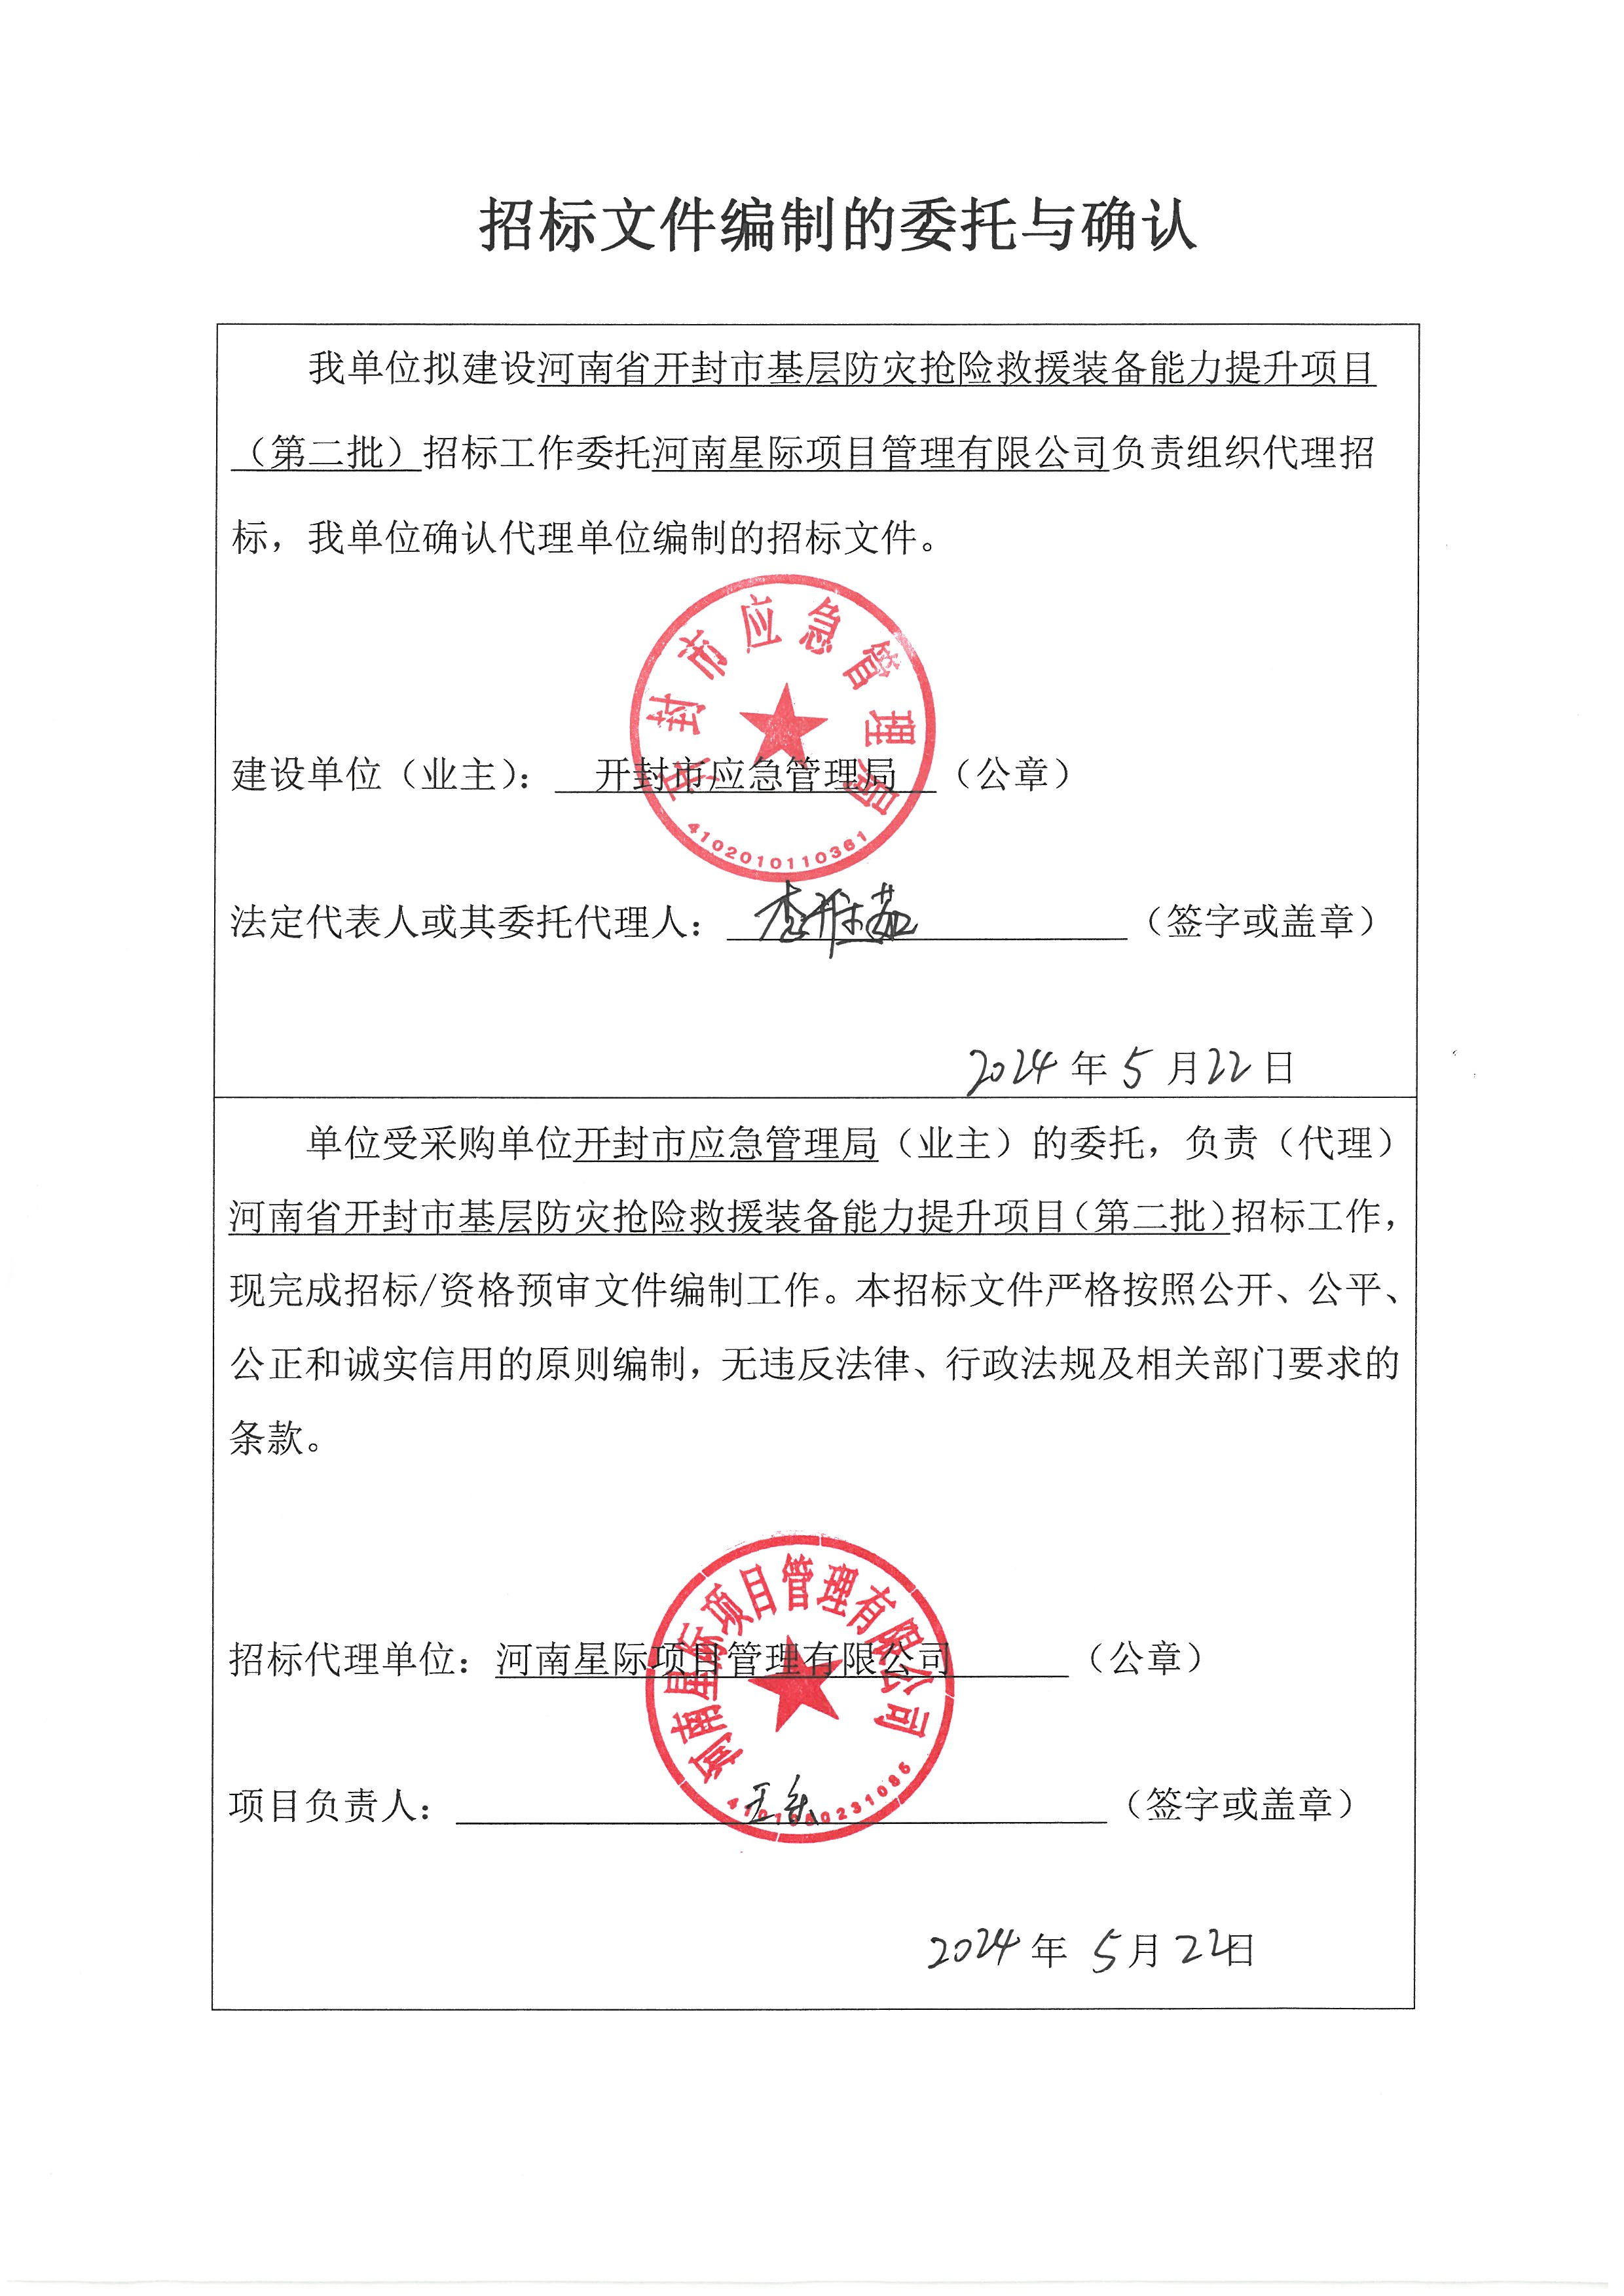 招标文件编制的委托与确认
我单位拟建设河南省开封市基层防灾抢险救援装备能力提升项目
（第二批）招标工作委托河南星际项目管理有限公司负责组织代理招
标，我单位确认代理单位编制的招标文件。
开封市应急管理局
建设单位（业主）： 开封市应急管理局 （公章）
4102010110361
法定代表人或其委托代理人： （签字或盖章）
2024 年 5 月 22 日
单位受采购单位开封市应急管理局（业主）的委托，负责（代理）
河南省开封市基层防灾抢险救援装备能力提升项目（第二批）招标工作，
现完成招标/资格预审文件编制工作。本招标文件严格按照公开、公平、
公正和诚实信用的原则编制，无违反法律、行政法规及相关部门要求的
条款。
河南星际项目管理有限公司
招标代理单位：河南星际项目管理有限公司 （公章）
项目负责人： （签字或盖章）
2024 年 5 月 22 日